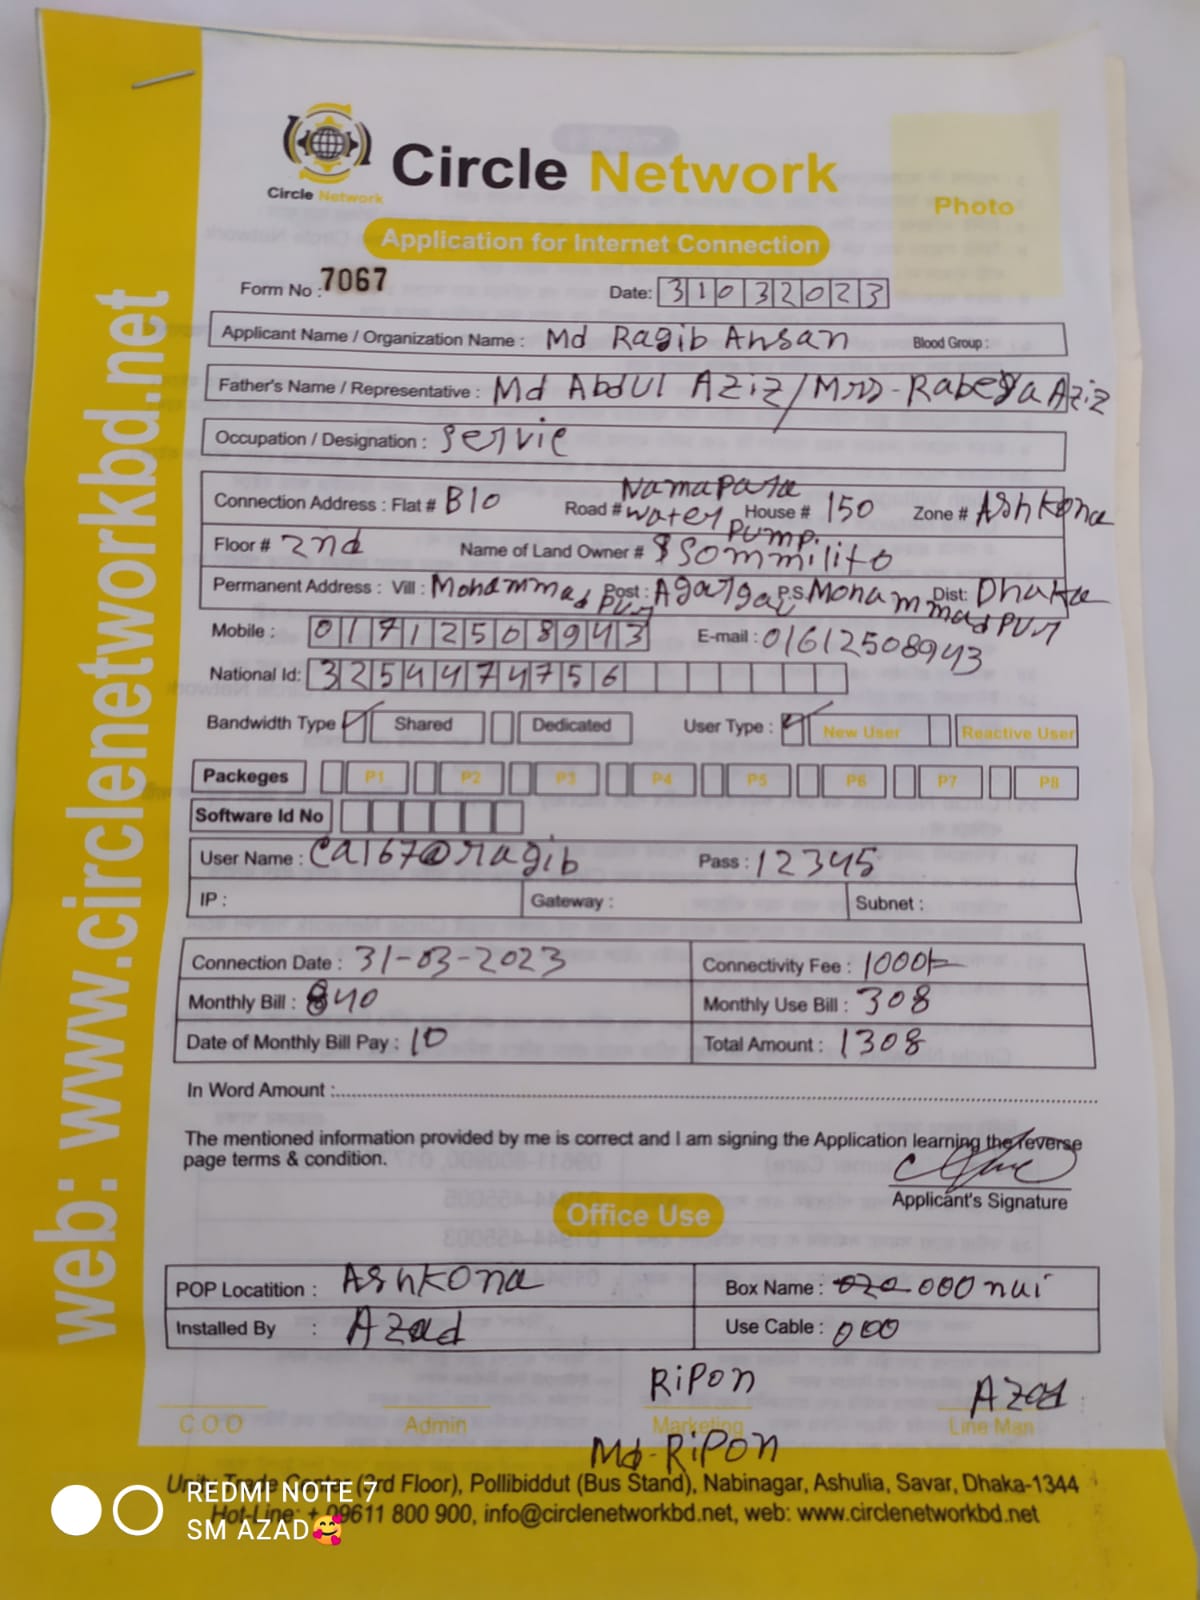 Circle Network
Circle Network
Photo
Application for Internet Connection
Form No : 7067
Date: 31032023
Applicant Name / Organization Name : Md Ragib Ahsan Blood Group :
Father's Name / Representative : Md Abdul Aziz / Mrs - Rabeya Aziz
Occupation / Designation : Servic
Connection Address : Flat # B10 Road # Namapara water pump. House # 150 Zone # Ashkona
Floor # 2nd Name of Land Owner # Sommilito
Permanent Address : Vill : Mohammadpur Post : Agargau P.S Mohammadpur Dist: Dhaka
Mobile : 01712508943 E-mail : 01612508943
National Id: 3254474756
Bandwidth Type Shared Dedicated User Type : New User Reactive User
Packeges P1 P2 P3 P4 P5 P6 P7 P8
Software Id No
User Name : CA167@ragib Pass : 12345
IP : Gateway : Subnet :
Connection Date : 31-03-2023 Connectivity Fee : 1000/-
Monthly Bill : 840 Monthly Use Bill : 308
Date of Monthly Bill Pay : 10 Total Amount : 1308
In Word Amount :
The mentioned information provided by me is correct and I am signing the Application learning the reverse
page terms & condition.
Applicant's Signature
Office Use
POP Locatition : Ashkona Box Name : 000 nui
Installed By : Azad Use Cable : 000
Ripon Azad
C O O Admin Marketing Line Man
Md-Ripon
Unity Trade Center (3rd Floor), Pollibiddut (Bus Stand), Nabinagar, Ashulia, Savar, Dhaka-1344
Hot-Line: +09611 800 900, info@circlenetworkbd.net, web: www.circlenetworkbd.net
REDMI NOTE 7
SM AZAD🥰
web: www.circlenetworkbd.net